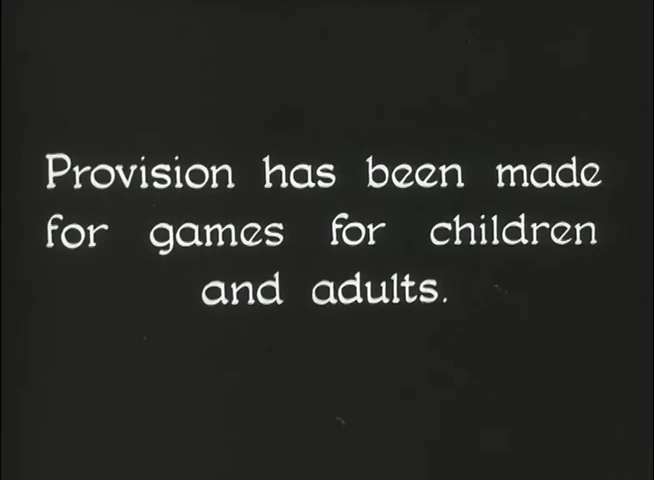 Provision has been made
for games for children
and adults.